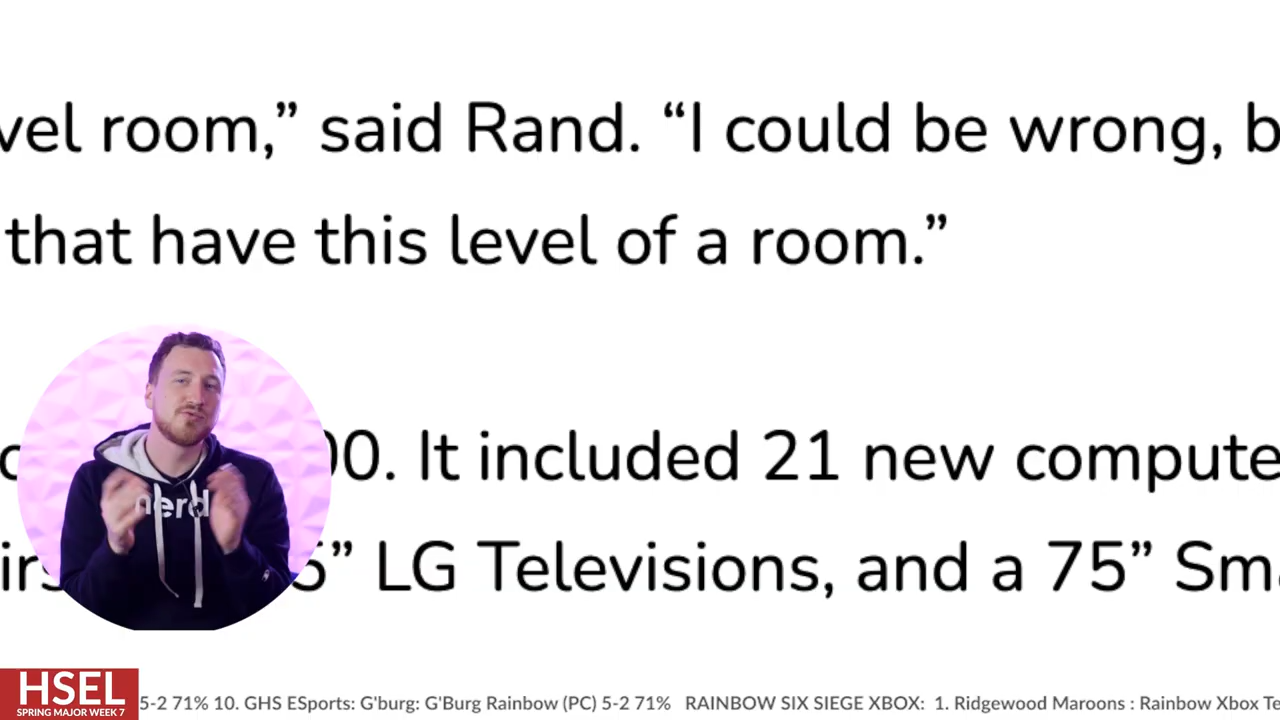 vel room,” said Rand. “I could be wrong, b
that have this level of a room.”
00. It included 21 new compute
” LG Televisions, and a 75” Sm
nerd
HSEL
SPRING MAJOR WEEK 7
5-2 71% 10. GHS ESports: G'burg: G'Burg Rainbow (PC) 5-2 71% RAINBOW SIX SIEGE XBOX: 1. Ridgewood Maroons : Rainbow Xbox Te